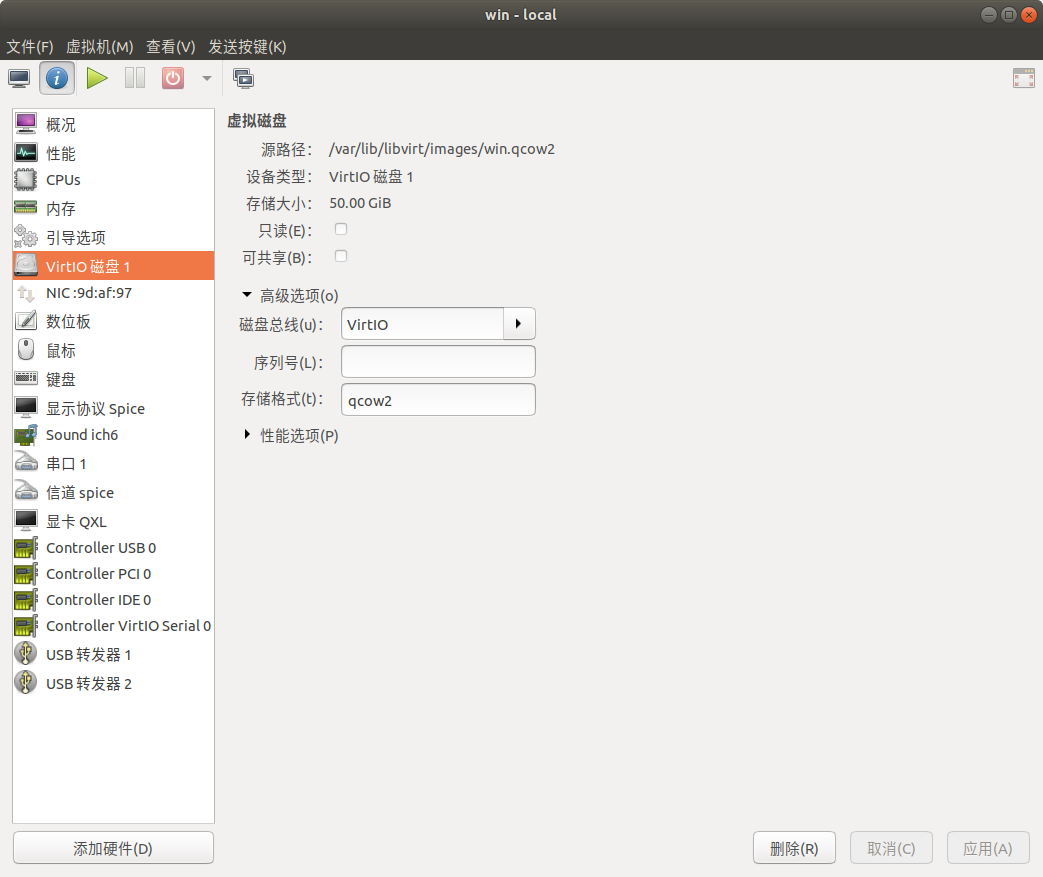 win - local
文件(F) 虚拟机(M) 查看(V) 发送按键(K)
概况
性能
CPUs
内存
引导选项
VirtIO 磁盘 1
NIC :9d:af:97
数位板
鼠标
键盘
显示协议 Spice
Sound ich6
串口 1
信道 spice
显卡 QXL
Controller USB 0
Controller PCI 0
Controller IDE 0
Controller VirtIO Serial 0
USB 转发器 1
USB 转发器 2
添加硬件(D)
虚拟磁盘
源路径: /var/lib/libvirt/images/win.qcow2
设备类型: VirtIO 磁盘 1
存储大小: 50.00 GiB
只读(E):
可共享(B):
高级选项(o)
磁盘总线(u): VirtIO
序列号(L):
存储格式(t): qcow2
性能选项(P)
删除(R) 取消(C) 应用(A)